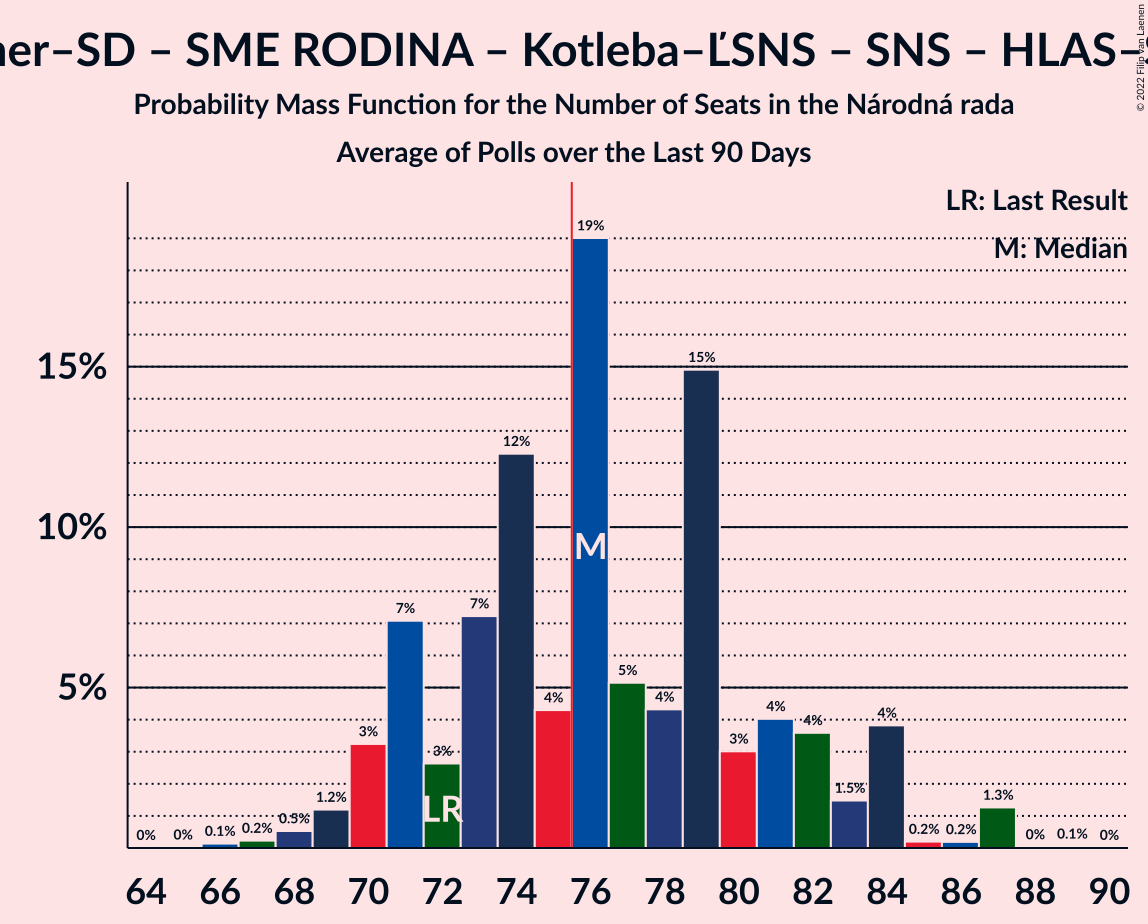 er–SD – SME RODINA – Kotleba–ĽSNS – SNS – HLAS–
Probability Mass Function for the Number of Seats in the Národná rada
Average of Polls over the Last 90 Days
© 2022 Filip van Laenen
LR: Last Result
M: Median
15%
10%
5%
0% 0% 0.1% 0.2% 0.5% 1.2% 3% 7% 3% 7% 12% 4% 19% 5% 4% 15% 3% 4% 4% 1.5% 4% 0.2% 0.2% 1.3% 0% 0.1% 0%
LR
M
64 66 68 70 72 74 76 78 80 82 84 86 88 90